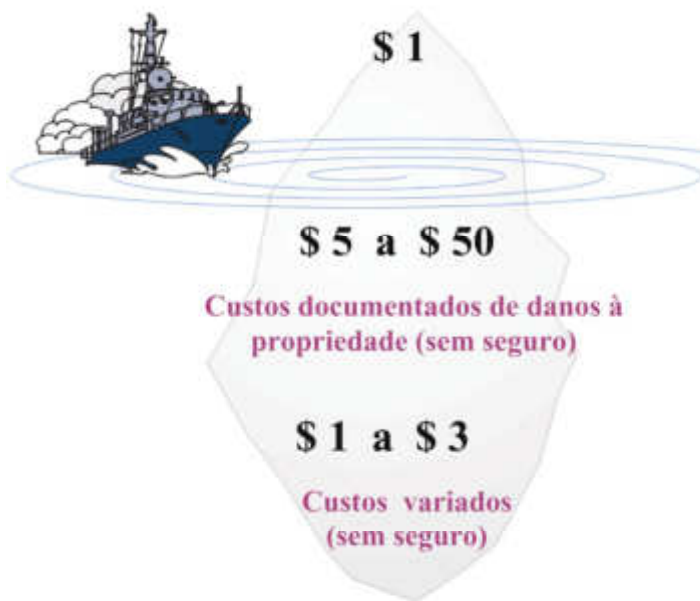 $ 1
$ 5 a $ 50
Custos documentados de danos à
propriedade (sem seguro)
$ 1 a $ 3
Custos variados
(sem seguro)